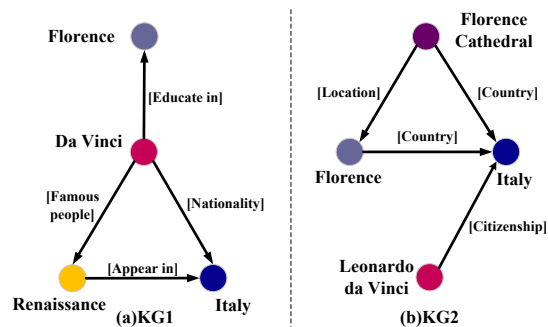 Florence
[Educate in]
Da Vinci
[Famous
people]
[Nationality]
[Appear in]
Renaissance
Italy
(a)KG1
Florence
Cathedral
[Location]
[Country]
[Country]
Florence
Italy
[Citizenship]
Leonardo
da Vinci
(b)KG2